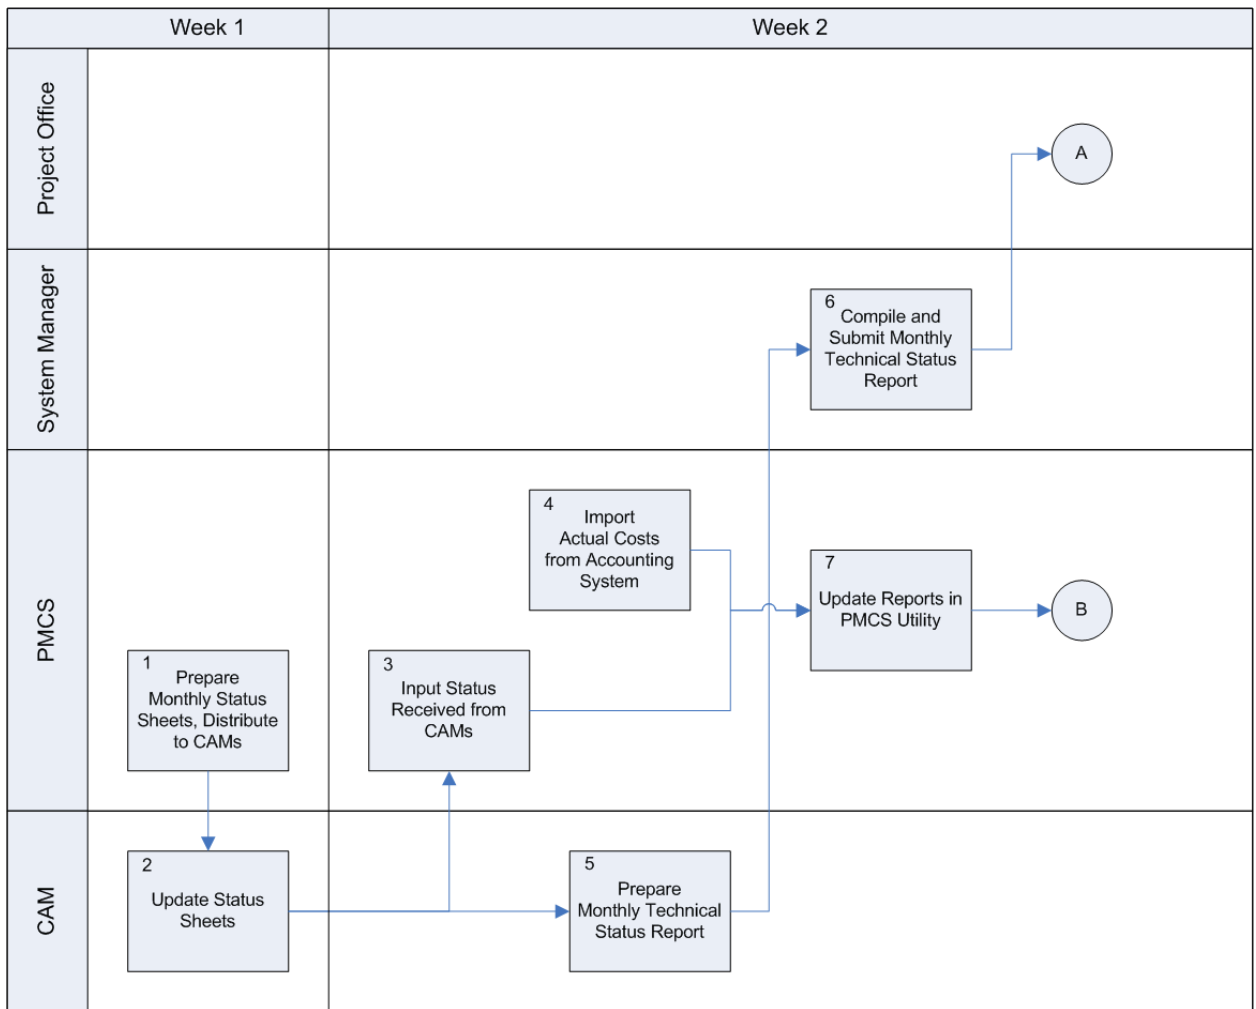 Week 1
Week 2
Project Office
A
System Manager
6
Compile and
Submit Monthly
Technical Status
Report
PMCS
4
Import
Actual Costs
from Accounting
System
7
Update Reports in
PMCS Utility
B
1
Prepare
Monthly Status
Sheets, Distribute
to CAMs
3
Input Status
Received from
CAMs
CAM
2
Update Status
Sheets
5
Prepare
Monthly Technical
Status Report